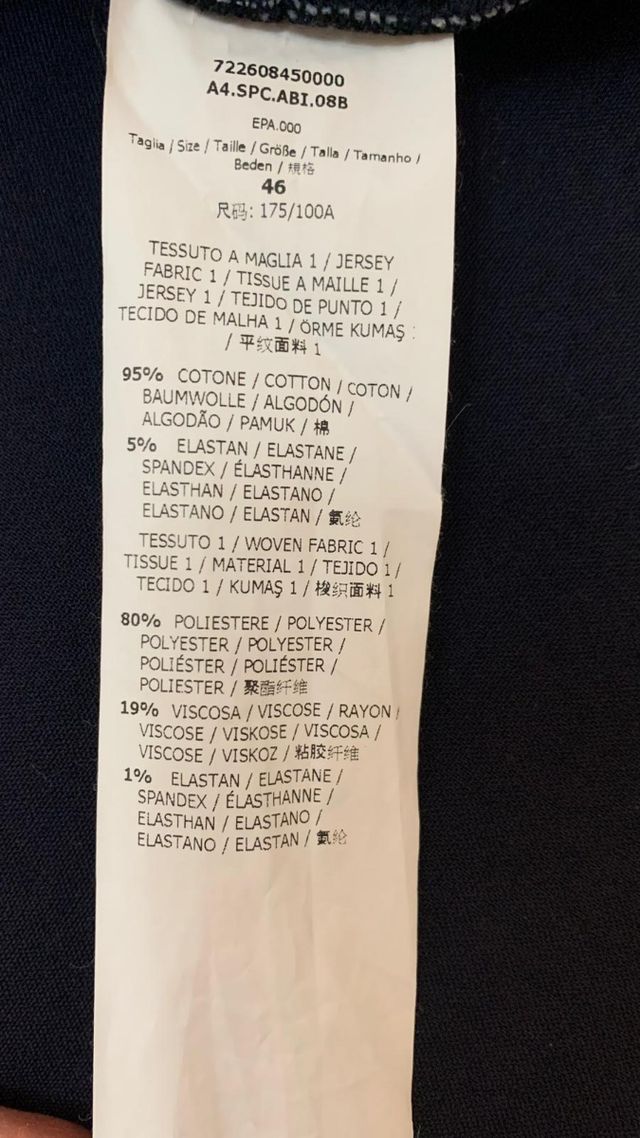 722608450000
A4.SPC.ABI.08B
EPA.000
Taglia / Size / Taille / Größe / Talla / Tamanho /
Beden / 規格
46
尺码: 175/100A
TESSUTO A MAGLIA 1 / JERSEY
FABRIC 1 / TISSUE A MAILLE 1 /
JERSEY 1 / TEJIDO DE PUNTO 1 /
TECIDO DE MALHA 1 / ÖRME KUMAŞ
/ 平纹面料 1
95% COTONE / COTTON / COTON /
BAUMWOLLE / ALGODÓN /
ALGODÃO / PAMUK / 棉
5% ELASTAN / ELASTANE /
SPANDEX / ÉLASTHANNE /
ELASTHAN / ELASTANO /
ELASTANO / ELASTAN / 氨纶
TESSUTO 1 / WOVEN FABRIC 1 /
TISSUE 1 / MATERIAL 1 / TEJIDO 1 /
TECIDO 1 / KUMAŞ 1 / 梭织面料 1
80% POLIESTERE / POLYESTER /
POLYESTER / POLYESTER /
POLIÉSTER / POLIÉSTER /
POLIESTER / 聚酯纤维
19% VISCOSA / VISCOSE / RAYON /
VISCOSE / VISKOSE / VISCOSA /
VISCOSE / VISKOZ / 粘胶纤维
1% ELASTAN / ELASTANE /
SPANDEX / ÉLASTHANNE /
ELASTHAN / ELASTANO /
ELASTANO / ELASTAN / 氨纶